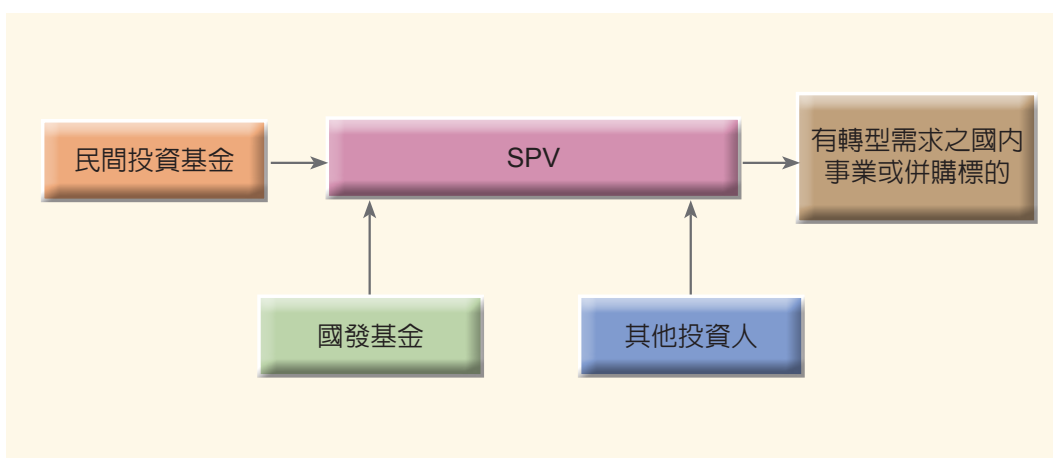 民間投資基金
SPV
有轉型需求之國內
事業或併購標的
國發基金
其他投資人